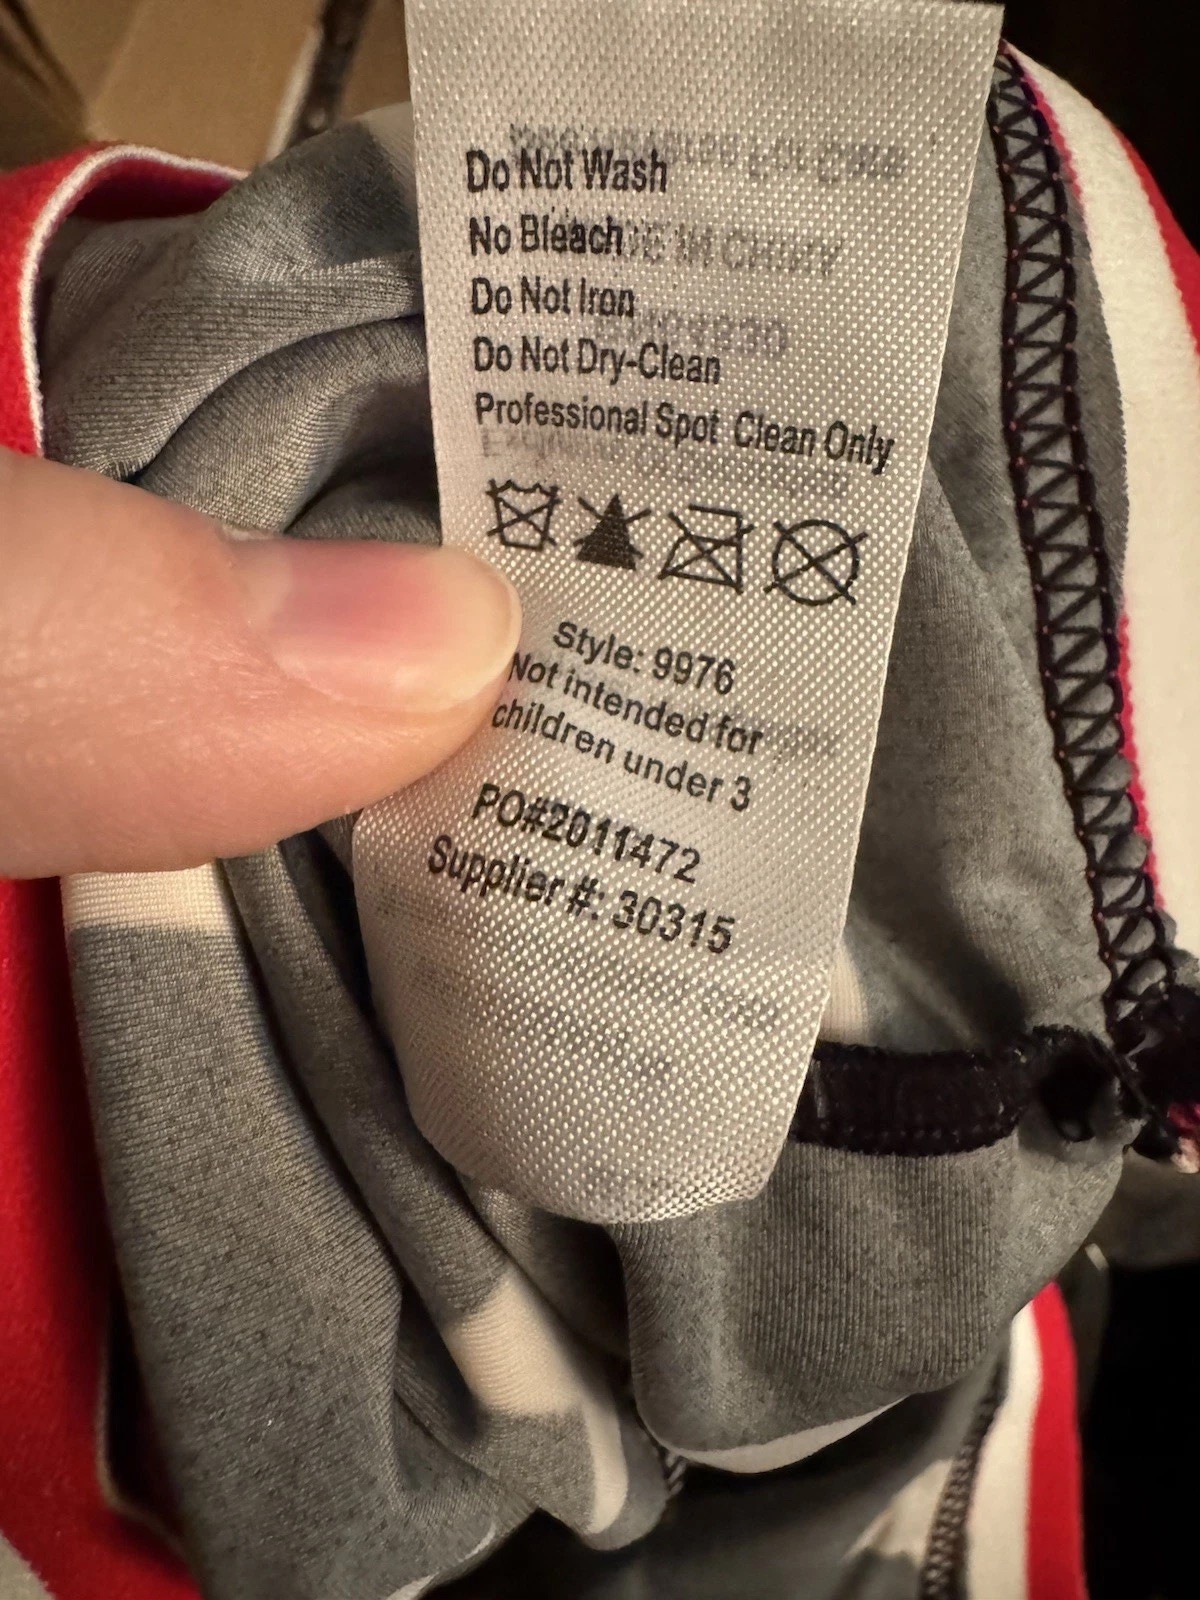 Do Not Wash
No Bleach
Do Not Iron
Do Not Dry-Clean
Professional Spot Clean Only
Style: 9976
Not intended for
children under 3
PO#2011472
Supplier #: 30315